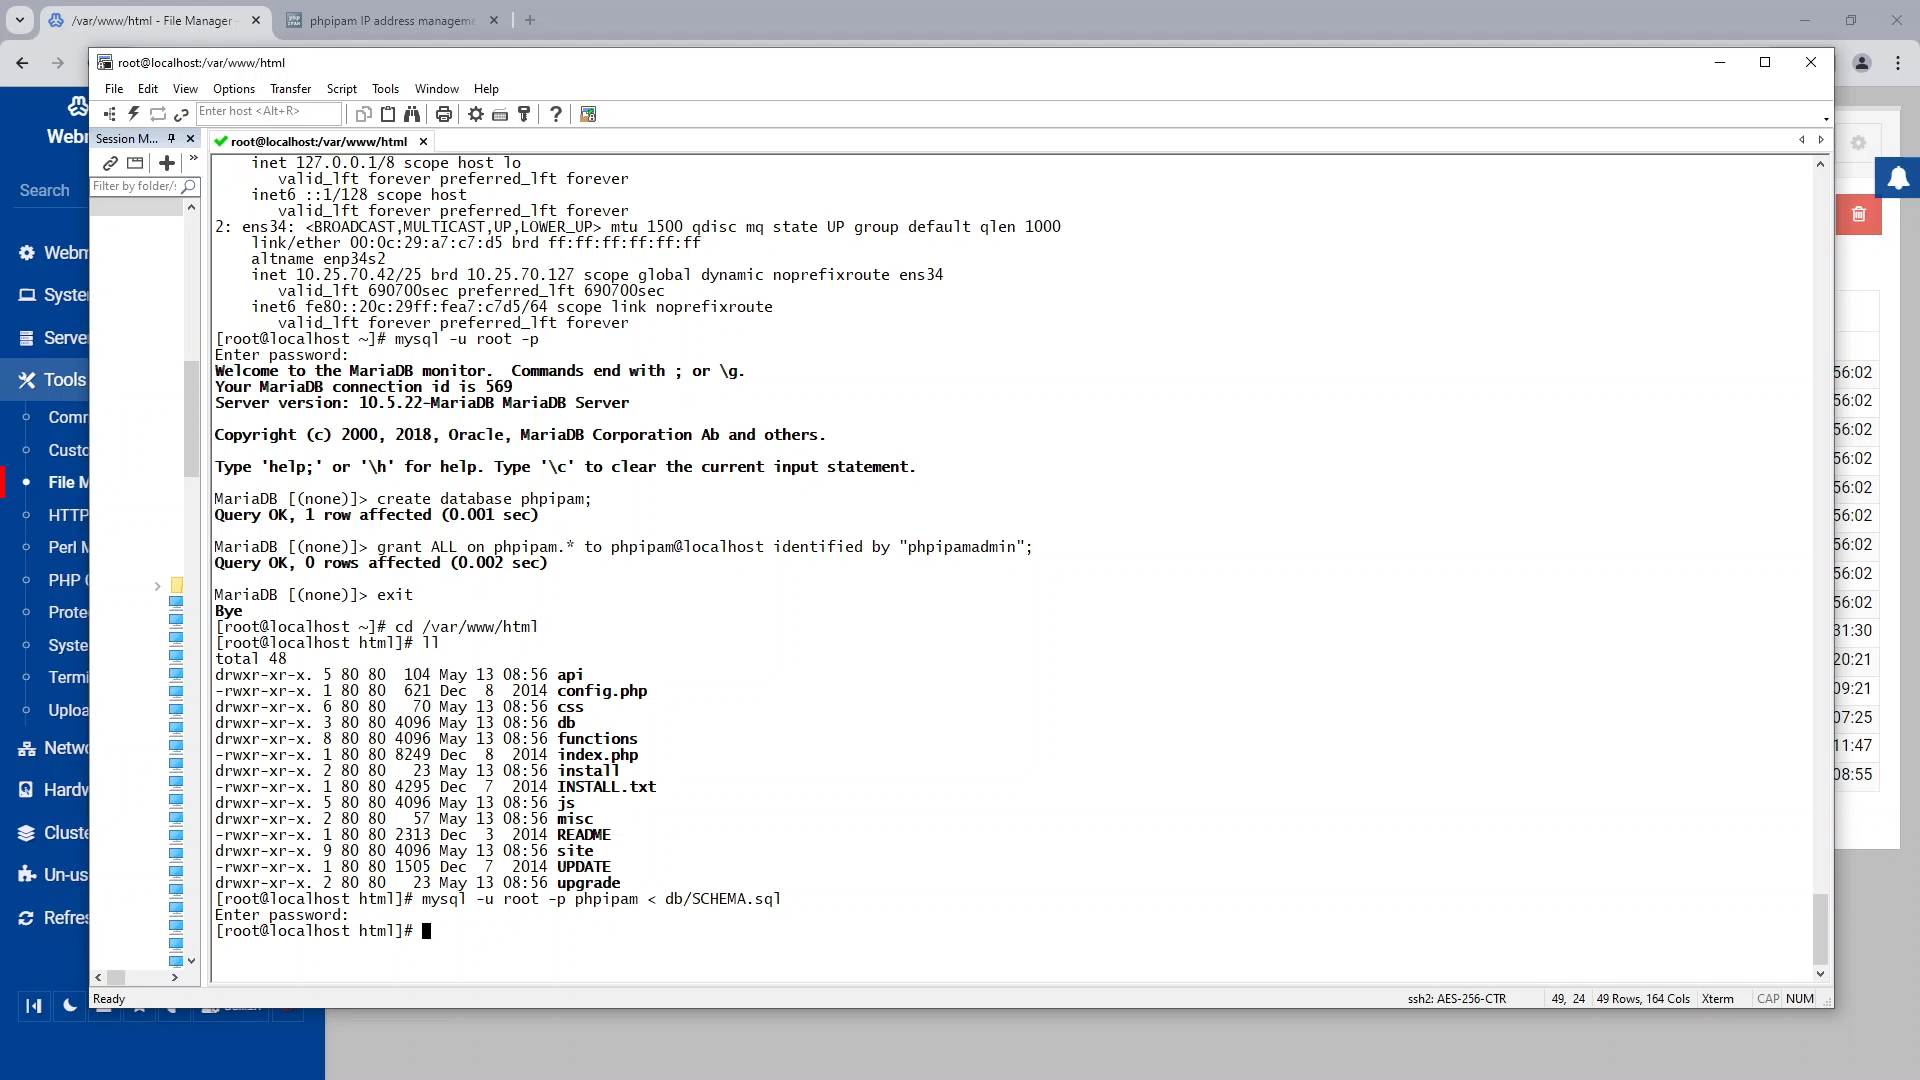 /var/www/html - File Manager
phpipam IP address manageme
root@localhost:/var/www/html
File Edit View Options Transfer Script Tools Window Help
Enter host <Alt+R>
Session M...
root@localhost:/var/www/html
Filter by folder/s
Webm
Search
Webm
Syste
Serve
Tools
Comm
Custo
File M
HTTP
Perl M
PHP C
Prote
Syste
Termi
Uploa
Netwo
Hardw
Cluste
Un-us
Refres
inet 127.0.0.1/8 scope host lo
valid_lft forever preferred_lft forever
inet6 ::1/128 scope host
valid_lft forever preferred_lft forever
2: ens34: <BROADCAST,MULTICAST,UP,LOWER_UP> mtu 1500 qdisc mq state UP group default qlen 1000
link/ether 00:0c:29:a7:c7:d5 brd ff:ff:ff:ff:ff:ff
altname enp34s2
inet 10.25.70.42/25 brd 10.25.70.127 scope global dynamic noprefixroute ens34
valid_lft 690700sec preferred_lft 690700sec
inet6 fe80::20c:29ff:fea7:c7d5/64 scope link noprefixroute
valid_lft forever preferred_lft forever
[root@localhost ~]# mysql -u root -p
Enter password:
Welcome to the MariaDB monitor.  Commands end with ; or \g.
Your MariaDB connection id is 569
Server version: 10.5.22-MariaDB MariaDB Server
Copyright (c) 2000, 2018, Oracle, MariaDB Corporation Ab and others.
Type 'help;' or '\h' for help. Type '\c' to clear the current input statement.
MariaDB [(none)]> create database phpipam;
Query OK, 1 row affected (0.001 sec)
MariaDB [(none)]> grant ALL on phpipam.* to phpipam@localhost identified by "phpipamadmin";
Query OK, 0 rows affected (0.002 sec)
MariaDB [(none)]> exit
Bye
[root@localhost ~]# cd /var/www/html
[root@localhost html]# ll
total 48
drwxr-xr-x. 5 80 80  104 May 13 08:56 api
-rwxr-xr-x. 1 80 80  621 Dec  8  2014 config.php
drwxr-xr-x. 6 80 80   70 May 13 08:56 css
drwxr-xr-x. 3 80 80 4096 May 13 08:56 db
drwxr-xr-x. 8 80 80 4096 May 13 08:56 functions
-rwxr-xr-x. 1 80 80 8249 Dec  8  2014 index.php
drwxr-xr-x. 2 80 80   23 May 13 08:56 install
-rwxr-xr-x. 1 80 80 4295 Dec  7  2014 INSTALL.txt
drwxr-xr-x. 5 80 80 4096 May 13 08:56 js
drwxr-xr-x. 2 80 80   57 May 13 08:56 misc
-rwxr-xr-x. 1 80 80 2313 Dec  3  2014 README
drwxr-xr-x. 9 80 80 4096 May 13 08:56 site
-rwxr-xr-x. 1 80 80 1505 Dec  7  2014 UPDATE
drwxr-xr-x. 2 80 80   23 May 13 08:56 upgrade
[root@localhost html]# mysql -u root -p phpipam < db/SCHEMA.sql
Enter password:
[root@localhost html]#
56:02
56:02
56:02
56:02
56:02
56:02
56:02
56:02
56:02
31:30
20:21
09:21
07:25
11:47
08:55
Ready
ssh2: AES-256-CTR
49, 24
49 Rows, 164 Cols
Xterm
CAP NUM